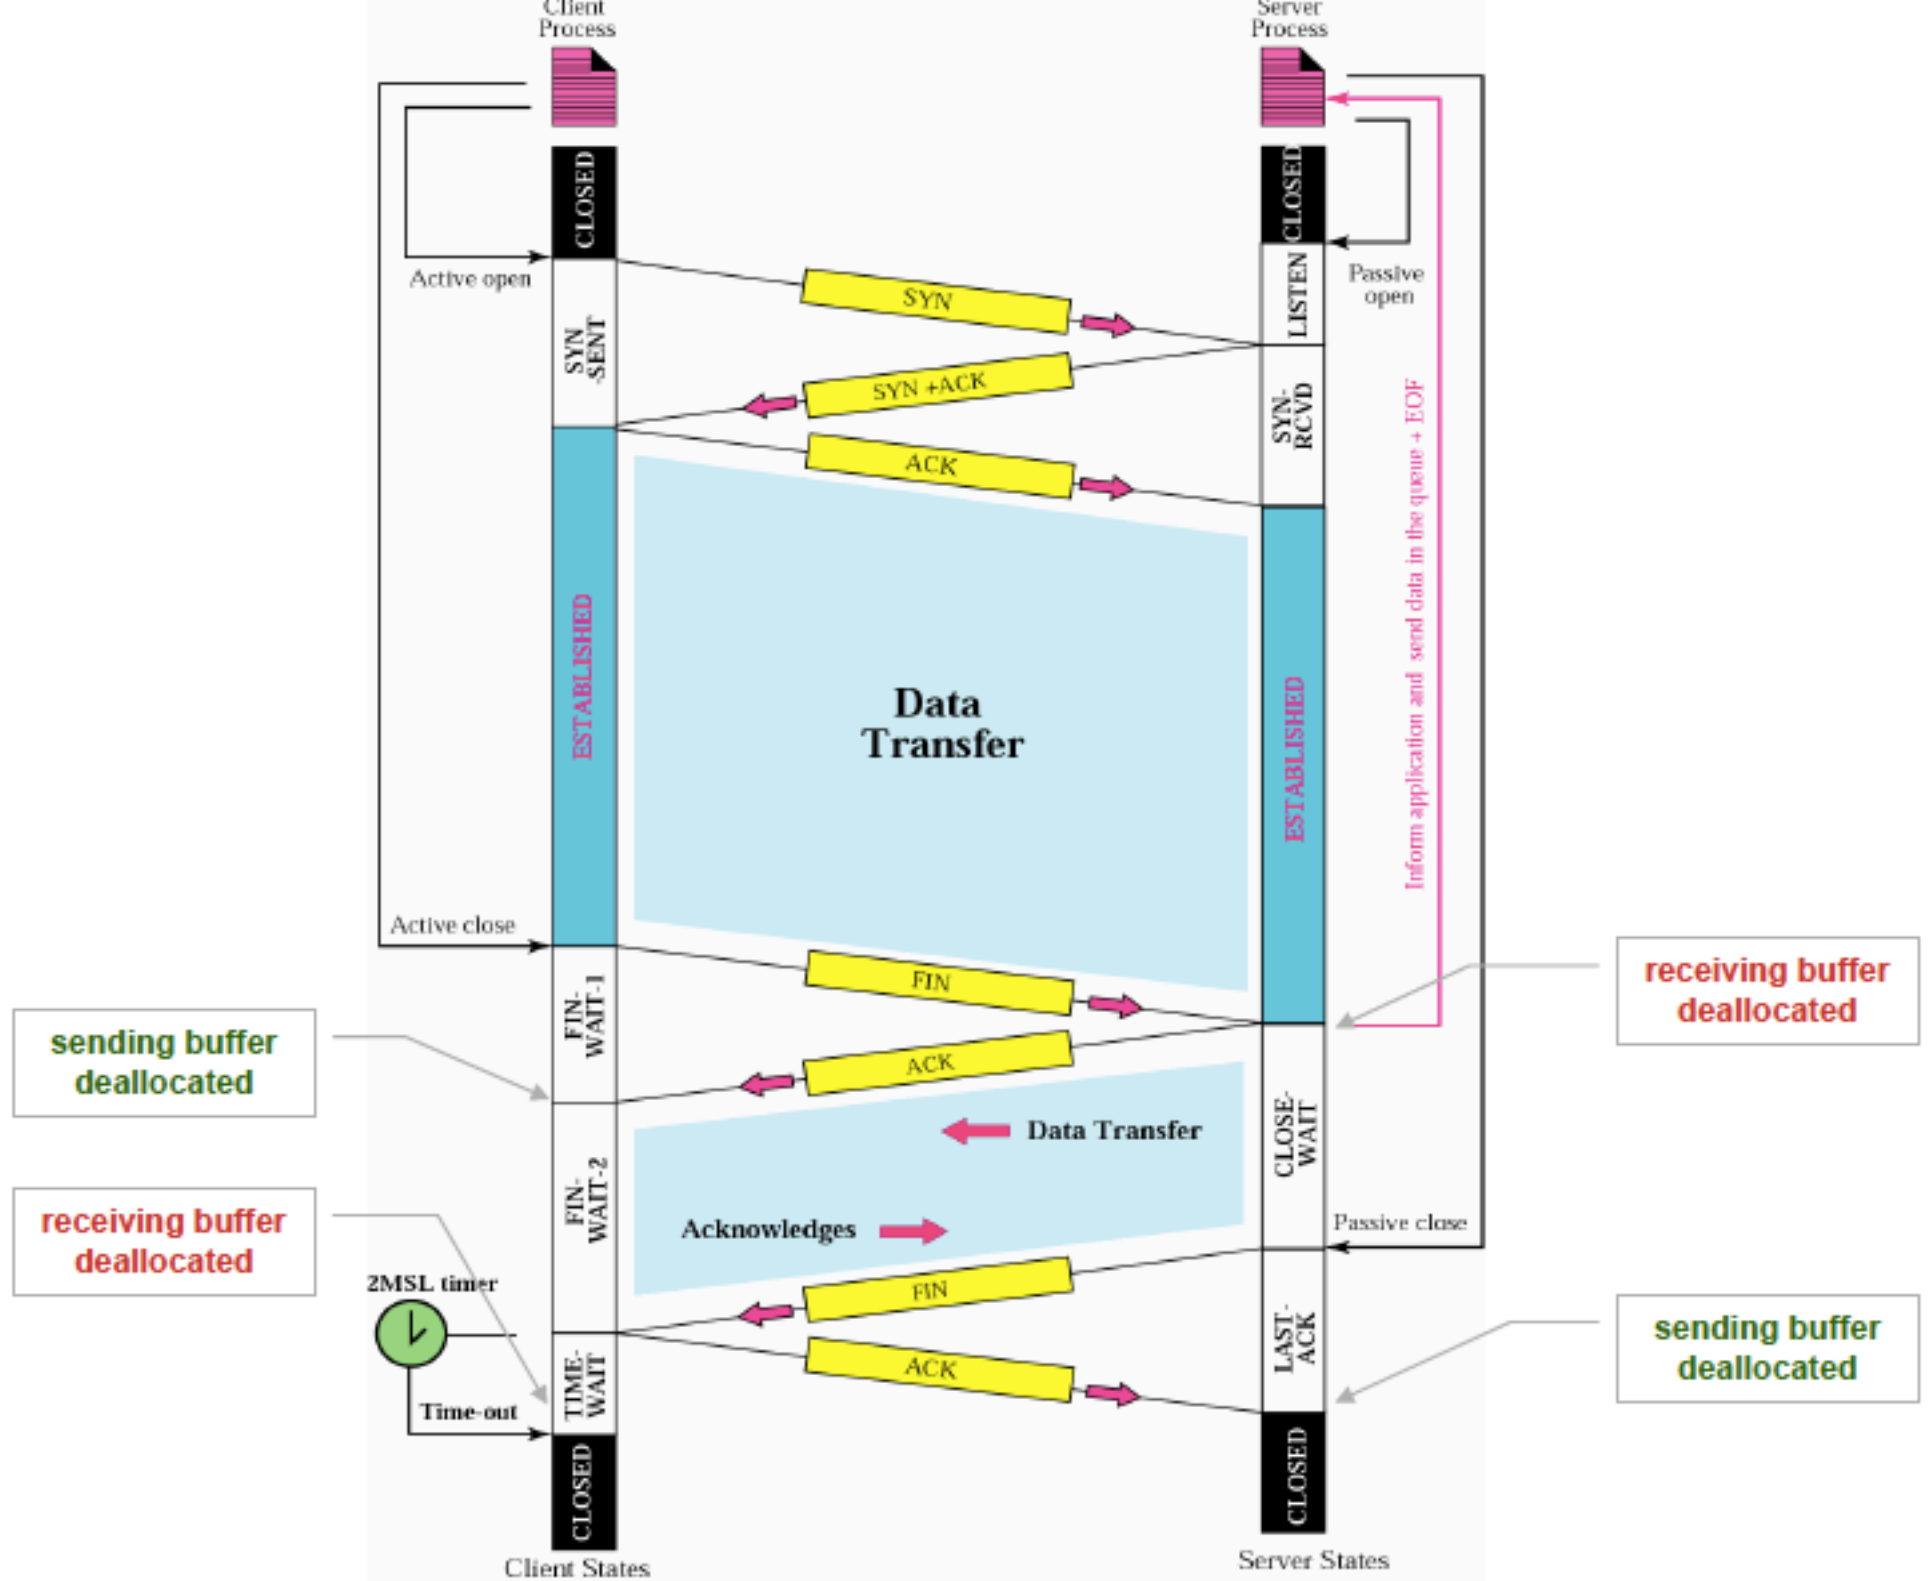 Client
Process
Server
Process
CLOSED
CLOSED
Active open
Passive
open
LISTEN
SYN
SYN
-SENT
SYN +ACK
SYN-
RCVD
ACK
ESTABLISHED
Data
Transfer
ESTABLISHED
Inform application and send data in the queue + EOF
Active close
FIN
receiving buffer
deallocated
FIN-
WAIT-1
sending buffer
deallocated
ACK
Data Transfer
CLOSE-
WAIT
FIN-
WAIT-2
receiving buffer
deallocated
Acknowledges
Passive close
2MSL timer
FIN
LAST-
ACK
sending buffer
deallocated
TIME-
WAIT
ACK
Time-out
CLOSED
CLOSED
Client States
Server States